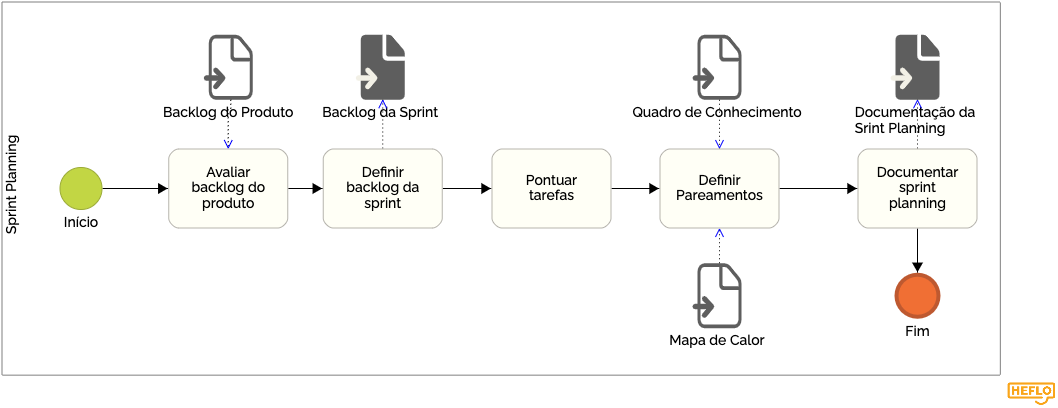 Sprint Planning
Backlog do Produto
Backlog da Sprint
Quadro de Conhecimento
Documentação da
Srint Planning
Início
Avaliar
backlog do
produto
Definir
backlog da
sprint
Pontuar
tarefas
Definir
Pareamentos
Documentar
sprint
planning
Mapa de Calor
Fim
HEFLO